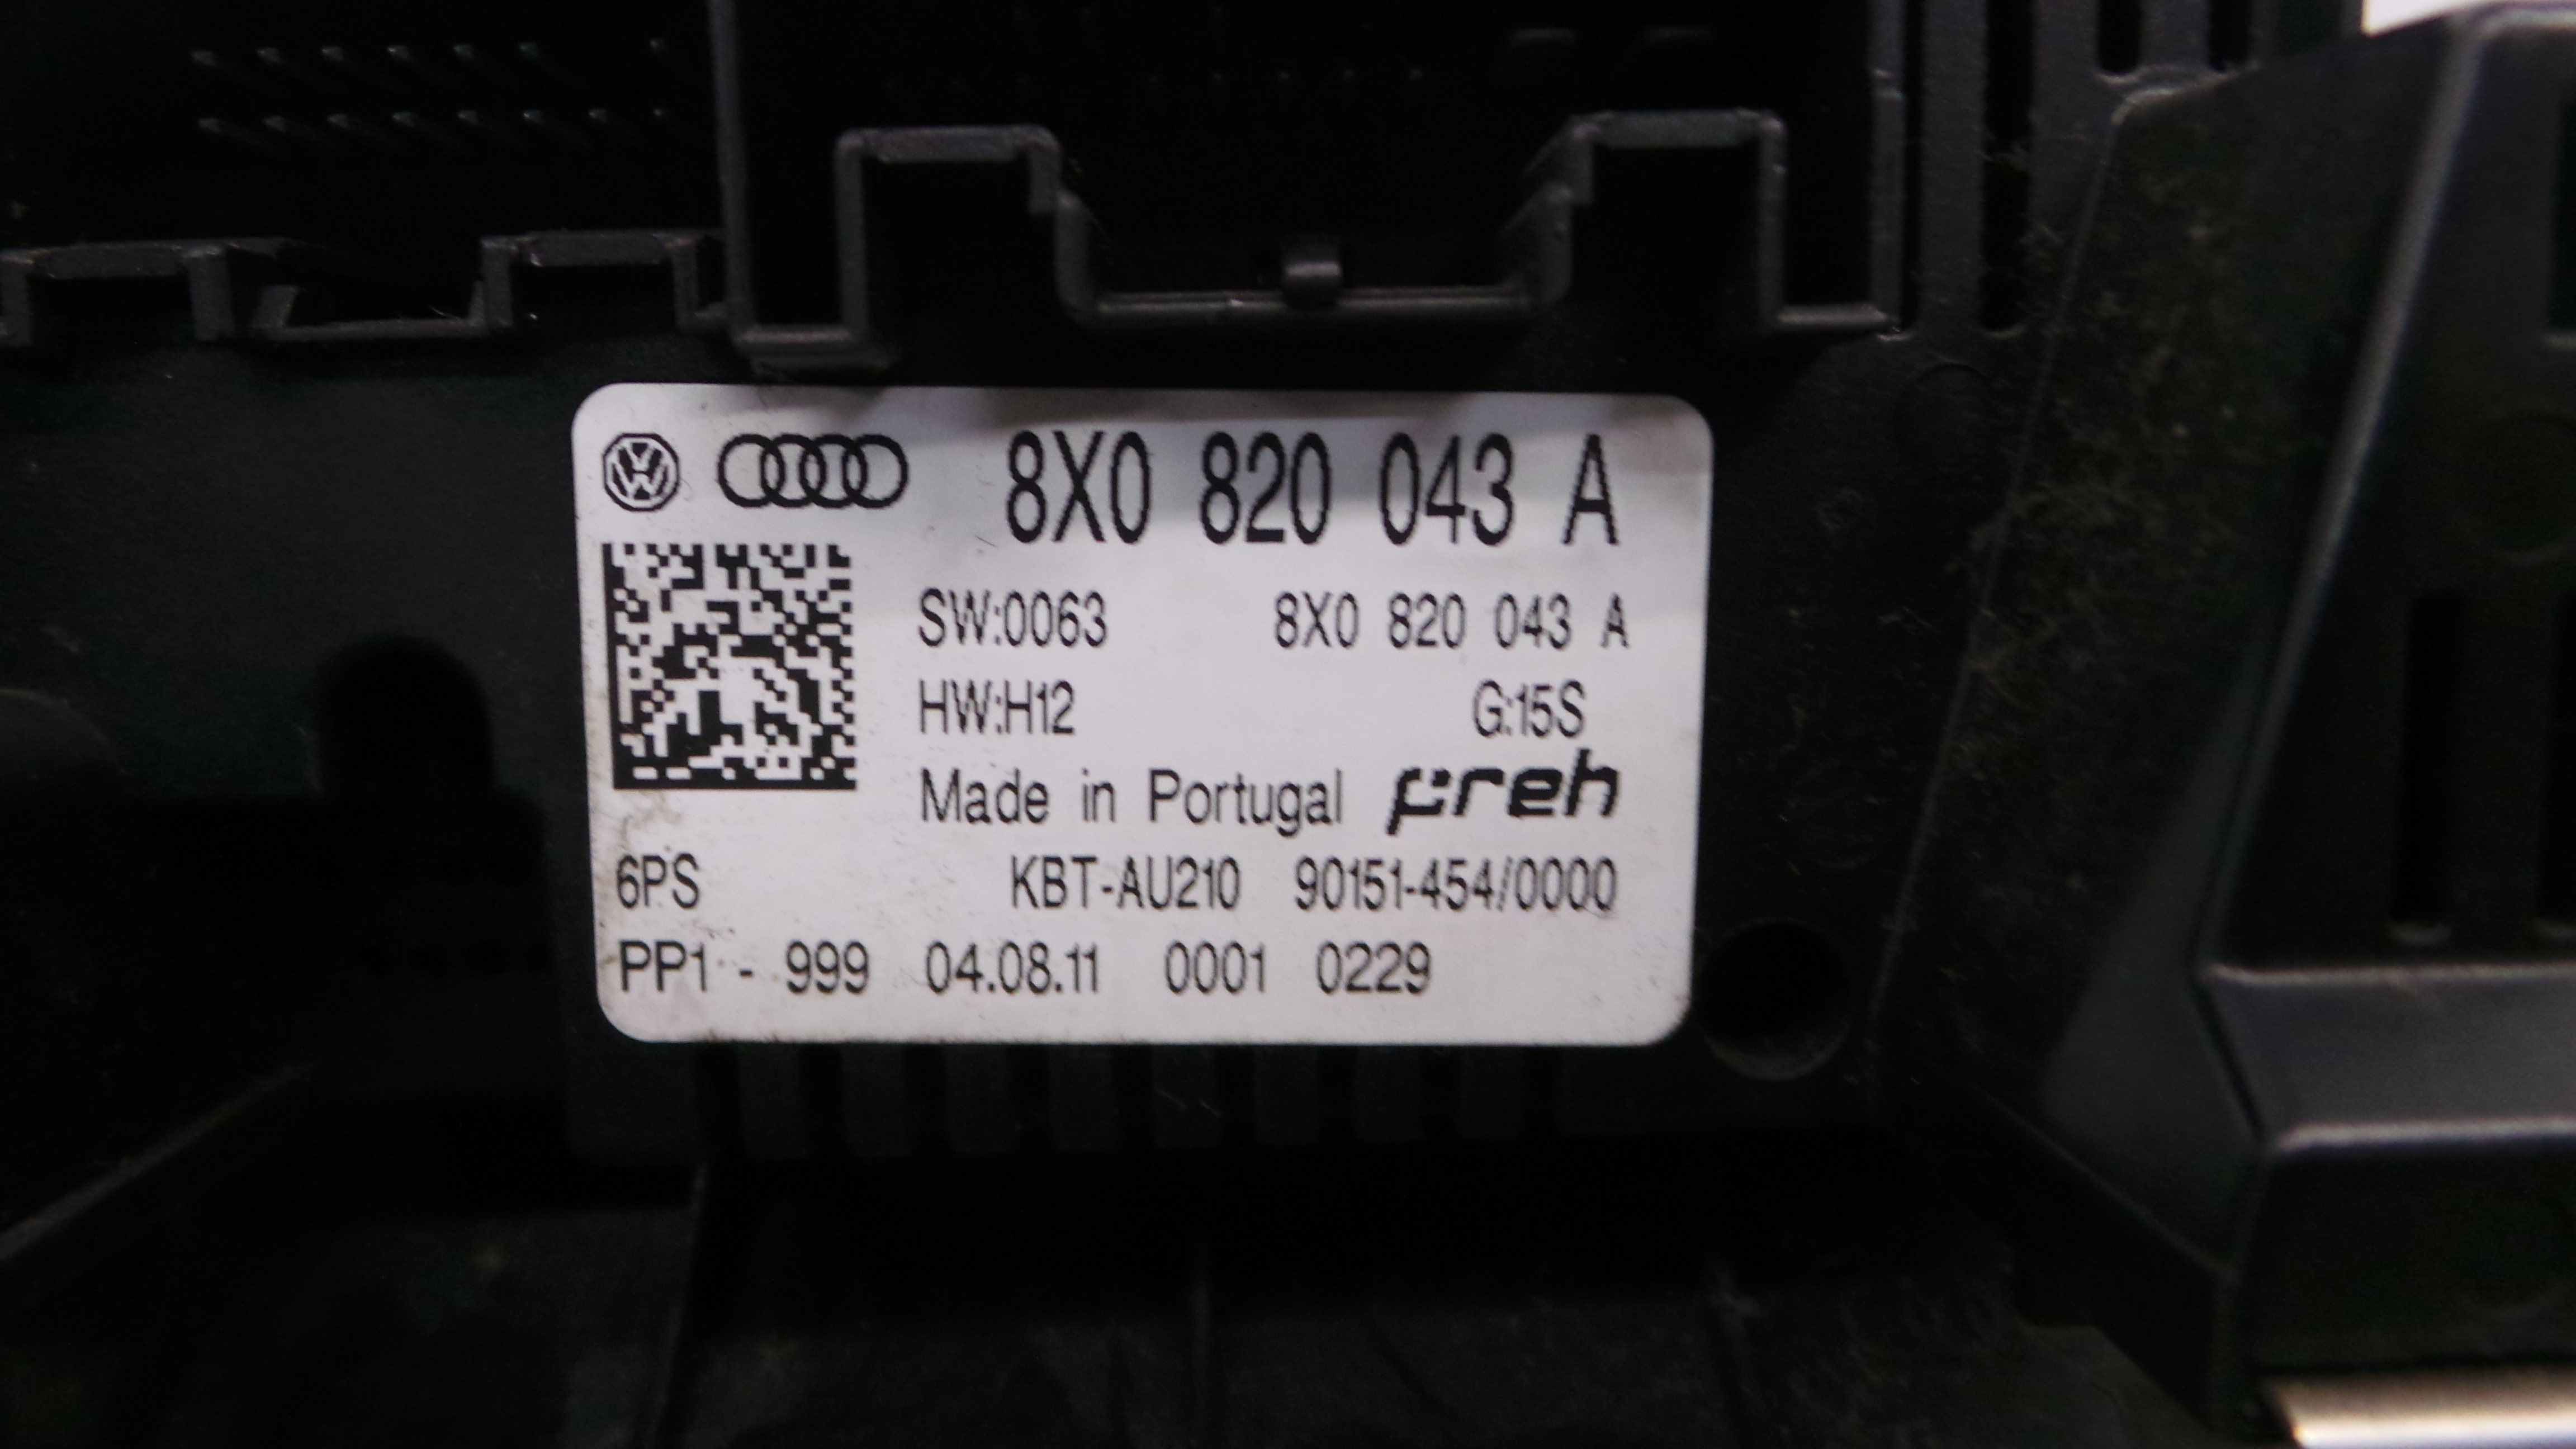 8X0 820 043 A
SW:0063 8X0 820 043 A
HW:H12 G:15S
Made in Portugal preh
6PS KBT-AU210 90151-454/0000
PP1 - 999 04.08.11 0001 0229